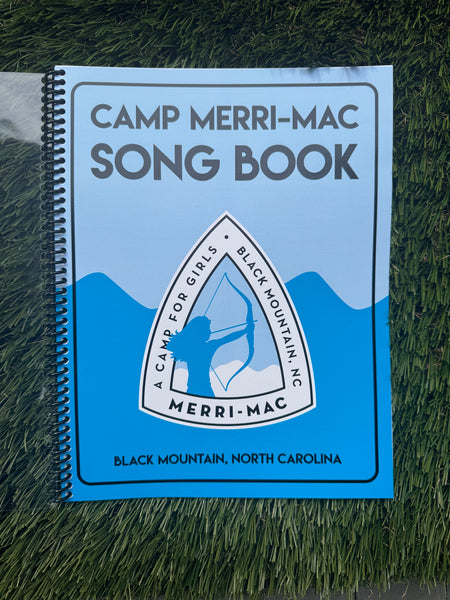 CAMP MERRI-MAC
SONG BOOK
A CAMP FOR GIRLS • BLACK MOUNTAIN, NC
MERRI-MAC
BLACK MOUNTAIN, NORTH CAROLINA